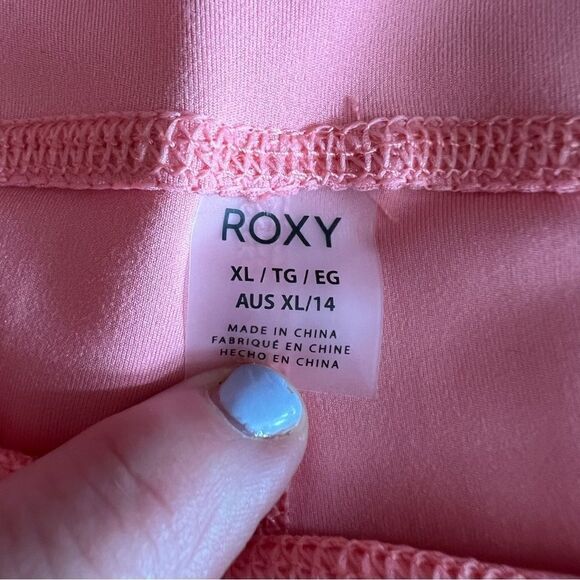 ROXY
XL / TG / EG
AUS XL/14
MADE IN CHINA
FABRIQUÉ EN CHINE
HECHO EN CHINA